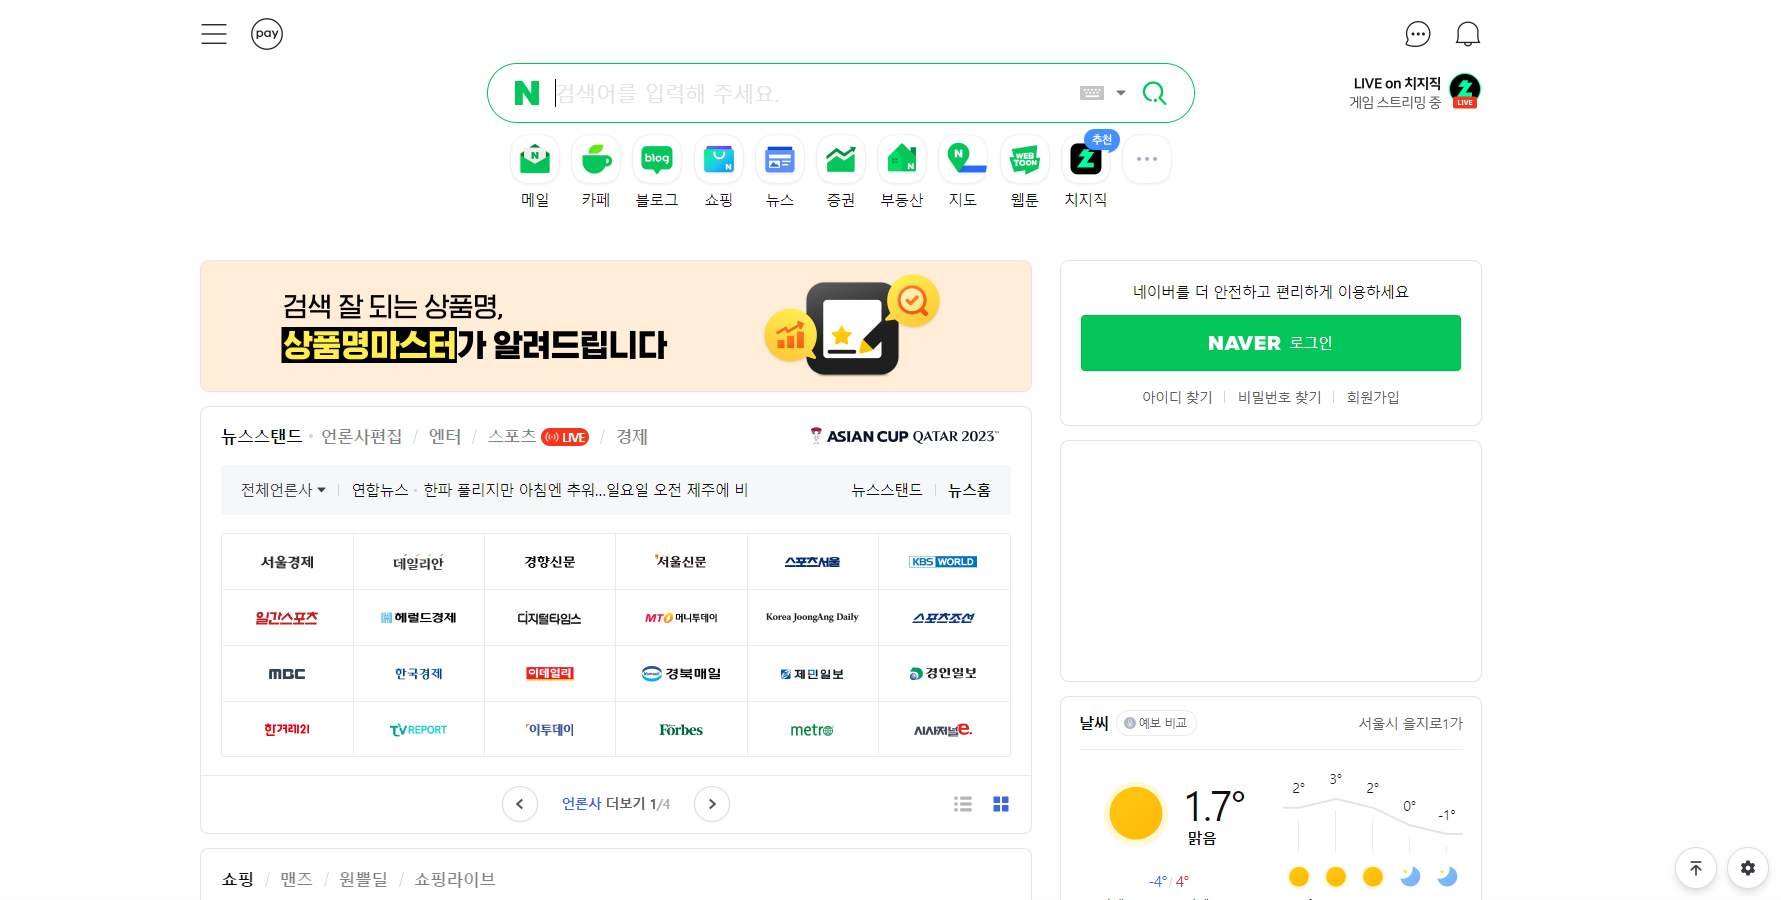 pay
N 검색어를 입력해 주세요.
LIVE on 치지직
게임 스트리밍 중
LIVE
추천
blog
WEB TOON
메일 카페 블로그 쇼핑 뉴스 증권 부동산 지도 웹툰 치지직
검색 잘 되는 상품명,
상품명마스터가 알려드립니다
네이버를 더 안전하고 편리하게 이용하세요
NAVER 로그인
아이디 찾기 비밀번호 찾기 회원가입
뉴스스탠드 · 언론사편집 / 엔터 / 스포츠 LIVE / 경제
ASIAN CUP QATAR 2023™
전체언론사 연합뉴스 · 한파 풀리지만 아침엔 추워...일요일 오전 제주에 비 뉴스스탠드 뉴스홈
서울경제 데일리안 경향신문 서울신문 스포츠서울 KBS WORLD
일간스포츠 헤럴드경제 디지털타임스 MTO 머니투데이 Korea JoongAng Daily 스포츠조선
MBC 한국경제 이데일리 경북매일 제민일보 경인일보
한겨레21 TVREPORT 이투데이 Forbes metro 시사저널e.
언론사 더보기 1/4
쇼핑 / 맨즈 / 원쁠딜 / 쇼핑라이브
날씨 예보 비교 서울시 을지로1가
1.7°
맑음
-4° / 4°
2° 3° 2° 0° -1°